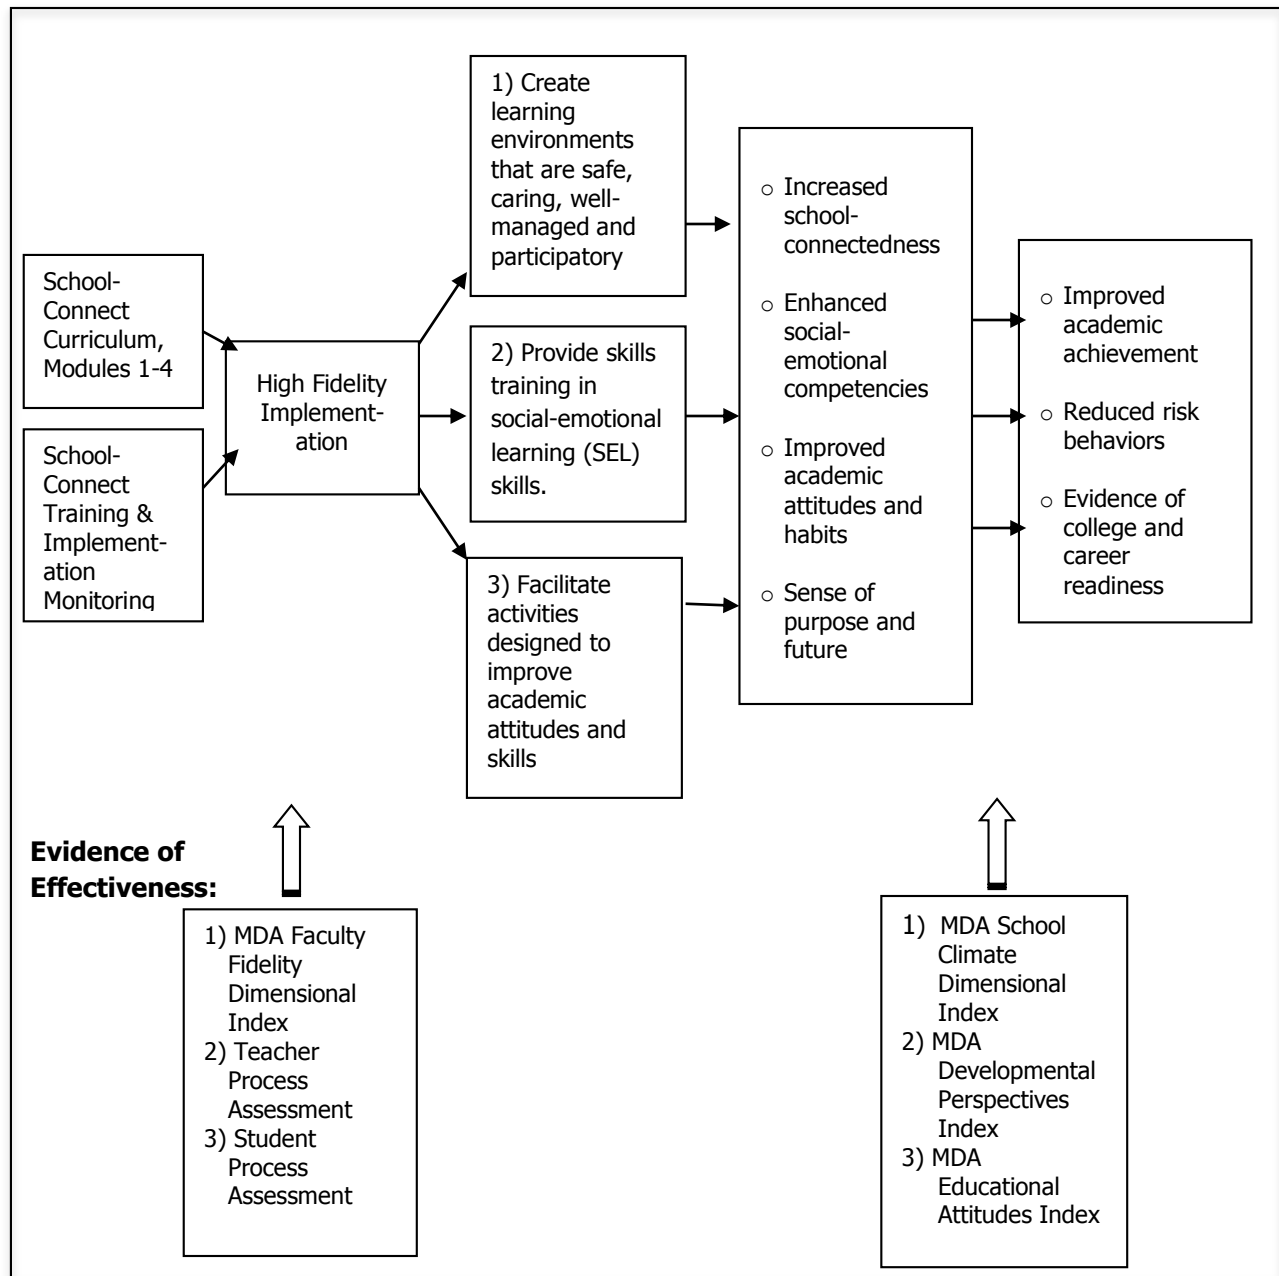 School-
Connect
Curriculum,
Modules 1-4
School-
Connect
Training &
Implement-
ation
Monitoring
High Fidelity
Implement-
ation
1) Create
learning
environments
that are safe,
caring, well-
managed and
participatory
2) Provide skills
training in
social-emotional
learning (SEL)
skills.
3) Facilitate
activities
designed to
improve
academic
attitudes and
skills
○ Increased
school-
connectedness
○ Enhanced
social-
emotional
competencies
○ Improved
academic
attitudes and
habits
○ Sense of
purpose and
future
○ Improved
academic
achievement
○ Reduced risk
behaviors
○ Evidence of
college and
career
readiness
Evidence of
Effectiveness:
1) MDA Faculty
Fidelity
Dimensional
Index
2) Teacher
Process
Assessment
3) Student
Process
Assessment
1) MDA School
Climate
Dimensional
Index
2) MDA
Developmental
Perspectives
Index
3) MDA
Educational
Attitudes Index